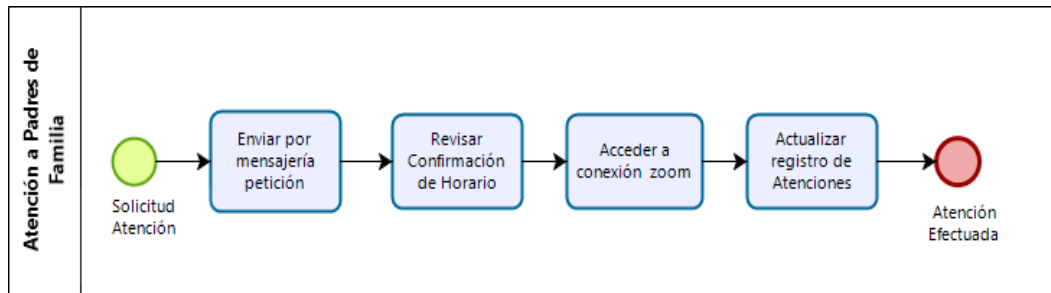 Atención a Padres de
Familia
Solicitud
Atención
Enviar por
mensajería
petición
Revisar
Confirmación
de Horario
Acceder a
conexión zoom
Actualizar
registro de
Atenciones
Atención
Efectuada